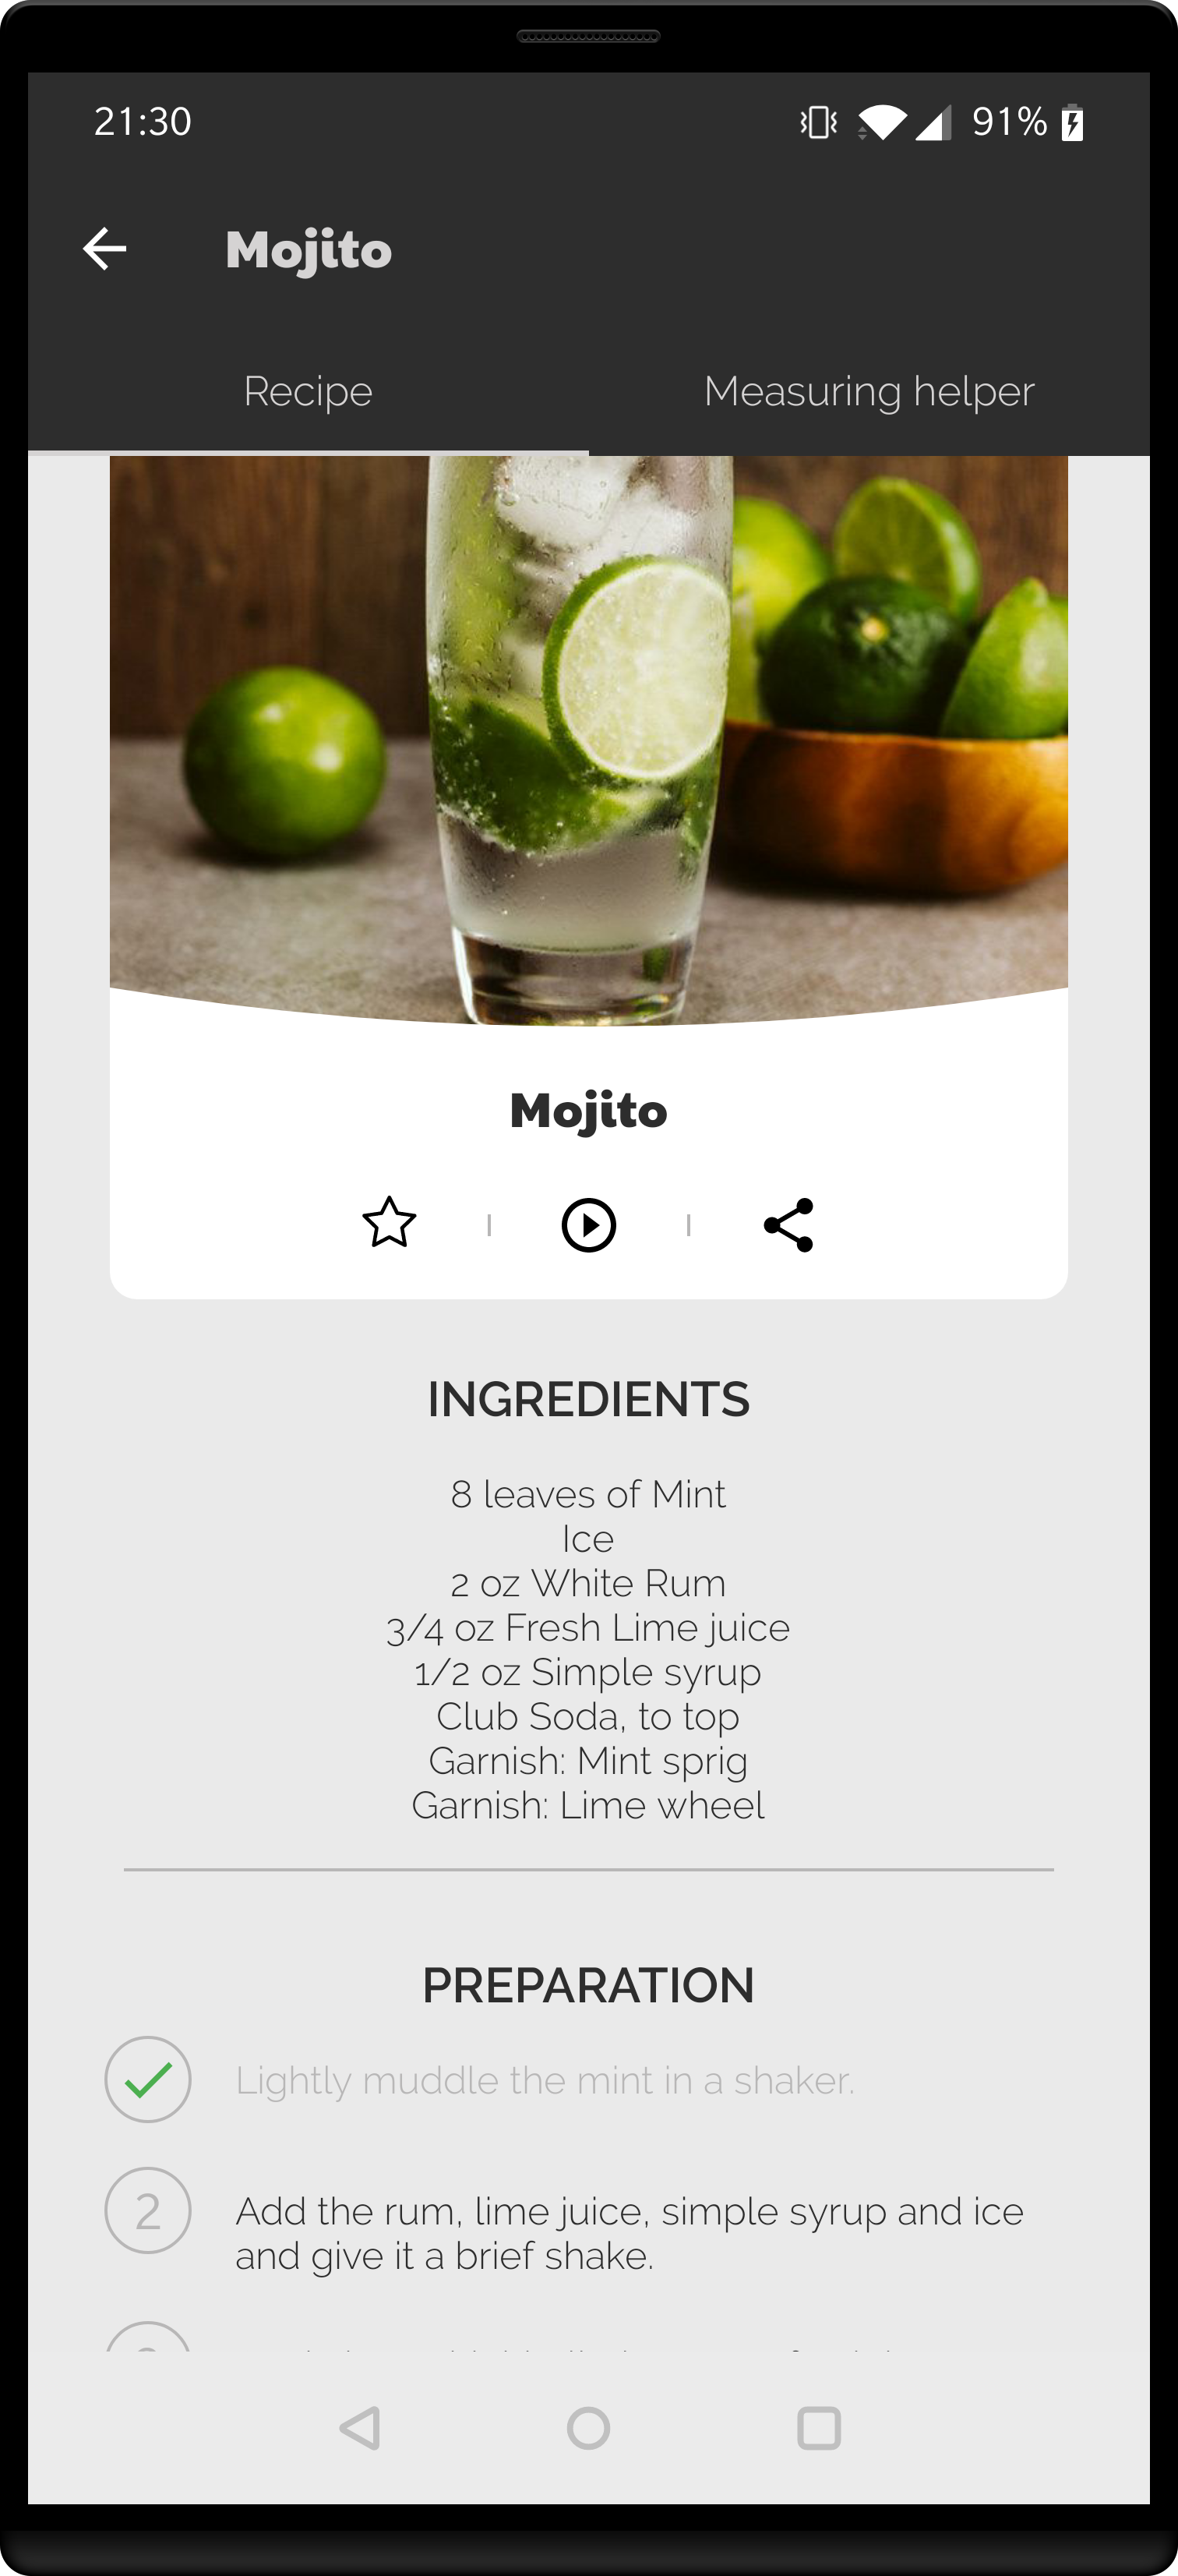 21:30
91%
Mojito
Recipe
Measuring helper
Mojito
INGREDIENTS
8 leaves of Mint
Ice
2 oz White Rum
3/4 oz Fresh Lime juice
1/2 oz Simple syrup
Club Soda, to top
Garnish: Mint sprig
Garnish: Lime wheel
PREPARATION
Lightly muddle the mint in a shaker.
2
Add the rum, lime juice, simple syrup and ice
and give it a brief shake.